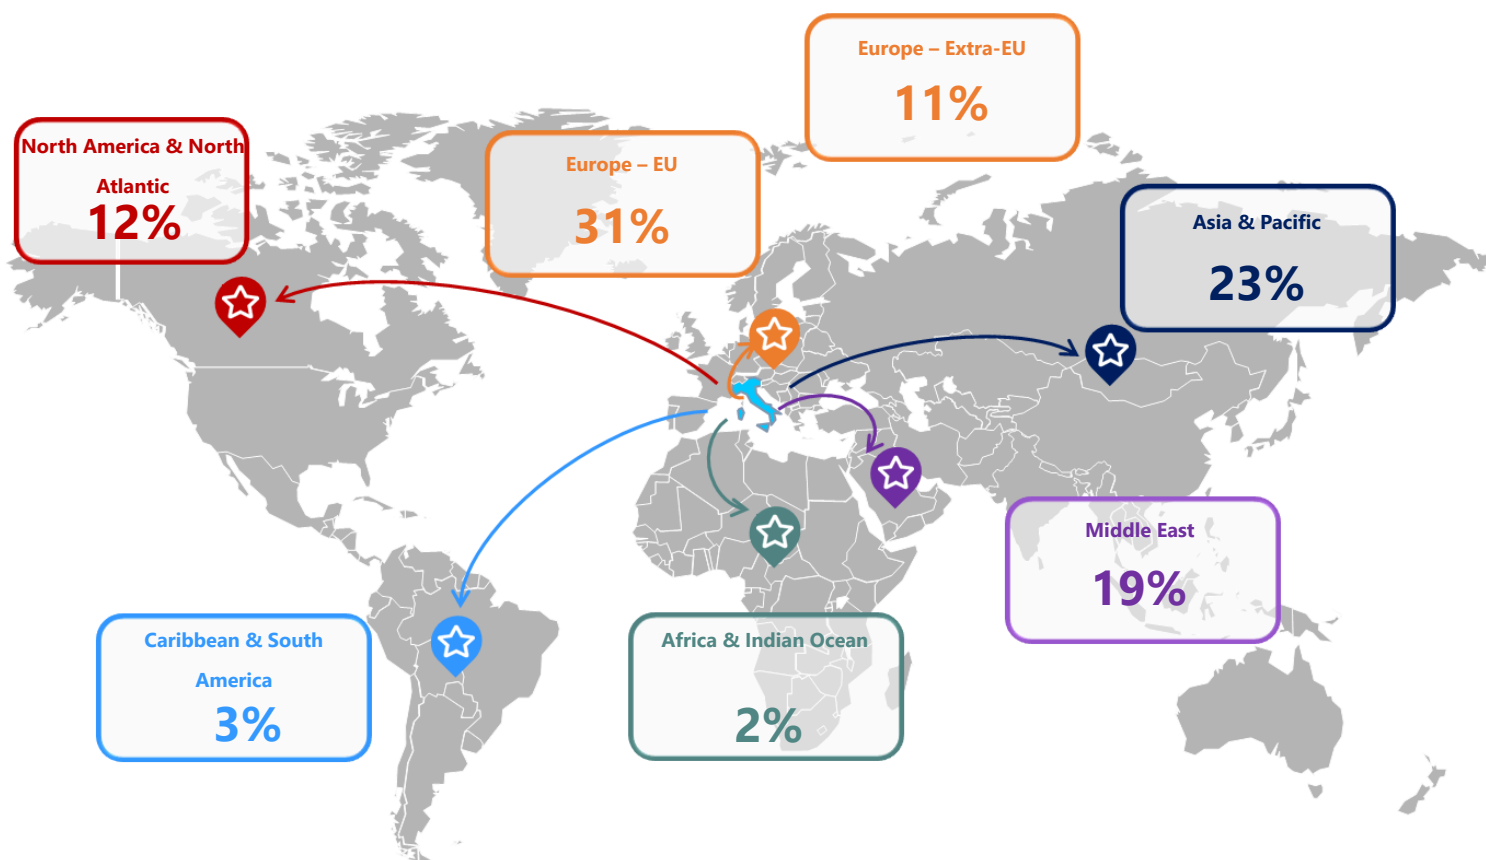 Europe – Extra-EU
11%
North America & North
Atlantic
12%
Europe – EU
31%
Asia & Pacific
23%
Middle East
19%
Caribbean & South
America
3%
Africa & Indian Ocean
2%